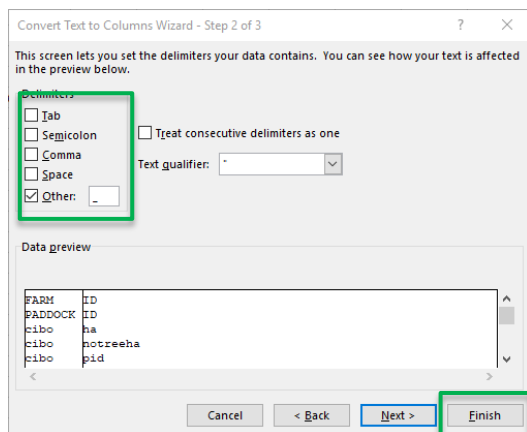 Convert Text to Columns Wizard - Step 2 of 3 ? ×
This screen lets you set the delimiters your data contains. You can see how your text is affected
in the preview below.
Delimiters
Tab
Semicolon
Comma
Space
Other: _
Treat consecutive delimiters as one
Text qualifier: "
Data preview
FARM ID
PADDOCK ID
cibo ha
cibo notreeha
cibo pid
Cancel < Back Next > Finish